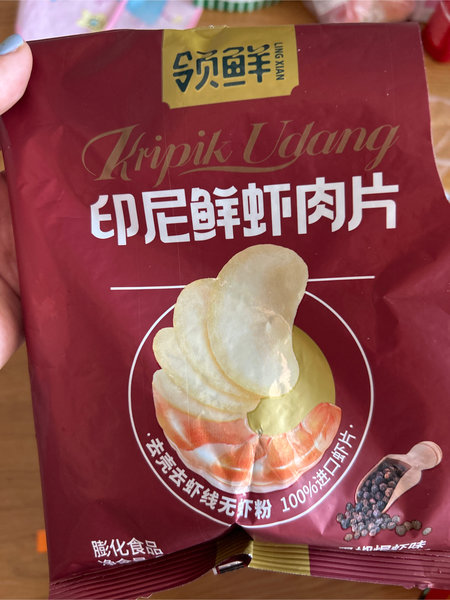 领鲜
LING XIAN
Kripik Udang
印尼鲜虾肉片
去壳去虾线无虾粉 100%进口虾片
膨化食品